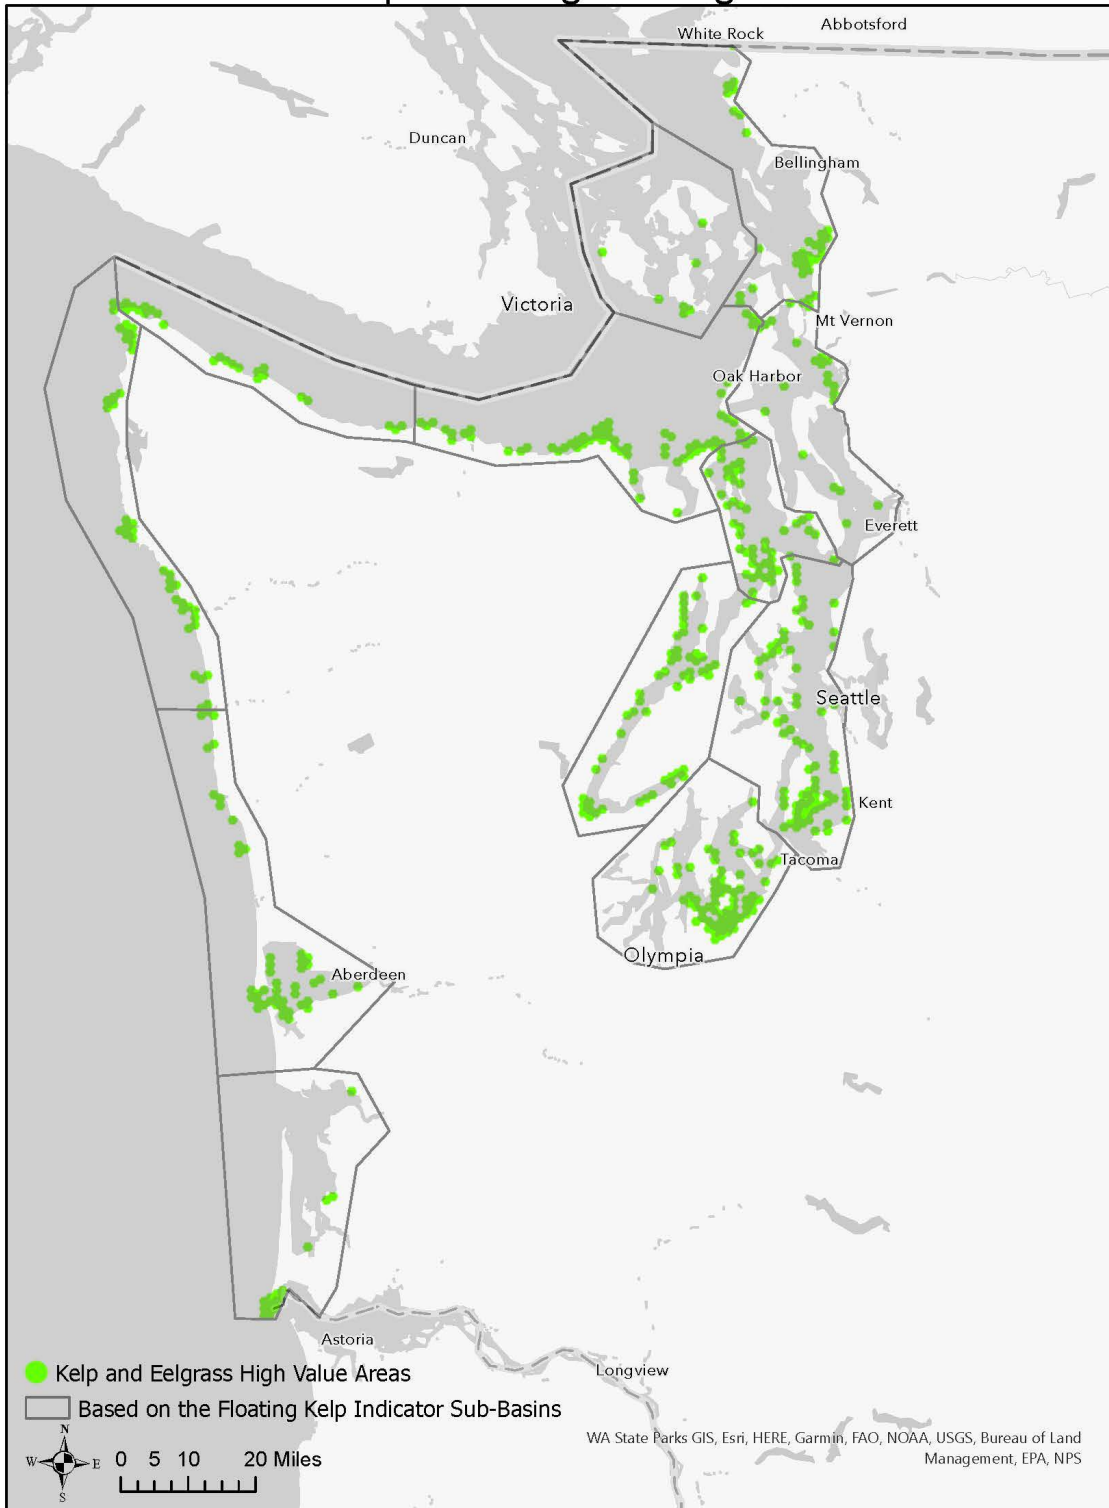 White Rock
Abbotsford
Duncan
Bellingham
Victoria
Mt Vernon
Oak Harbor
Everett
Seattle
Kent
Tacoma
Olympia
Aberdeen
Astoria
Longview
Kelp and Eelgrass High Value Areas
Based on the Floating Kelp Indicator Sub-Basins
N
W E
S
0 5 10 20 Miles
WA State Parks GIS, Esri, HERE, Garmin, FAO, NOAA, USGS, Bureau of Land
Management, EPA, NPS